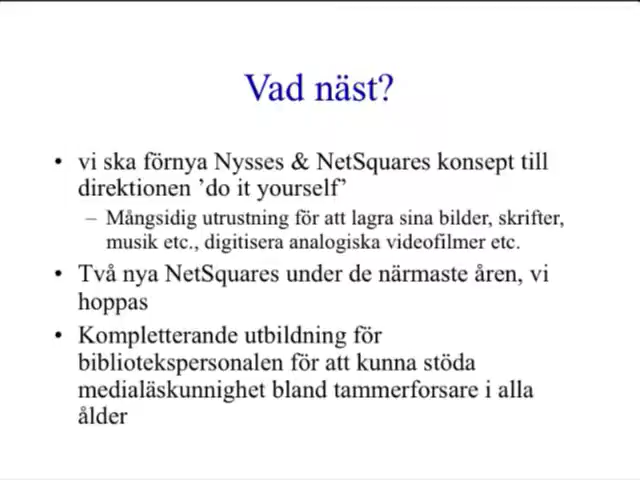 Vad näst?
• vi ska förnya Nysses & NetSquares konsept till
direktionen ’do it yourself’
– Mångsidig utrustning för att lagra sina bilder, skrifter,
musik etc., digitisera analogiska videofilmer etc.
• Två nya NetSquares under de närmaste åren, vi
hoppas
• Kompletterande utbildning för
bibliotekspersonalen för att kunna stöda
medialäskunnighet bland tammerforsare i alla
ålder